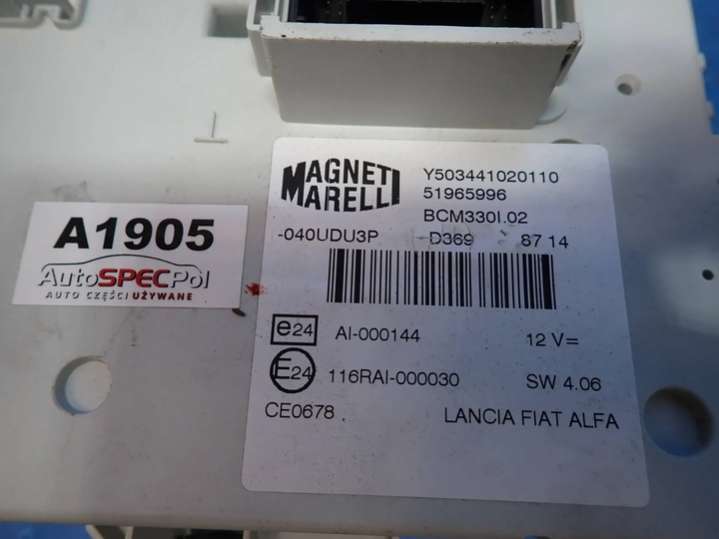 A1905
AutoSPECPol
AUTO CZĘŚCI UŻYWANE
MAGNETI
MARELLI
Y503441020110
51965996
BCM330I.02
-040UDU3P -D369 87 14
e24 AI-000144 12 V=
E24 116RAI-000030 SW 4.06
CE0678 LANCIA FIAT ALFA